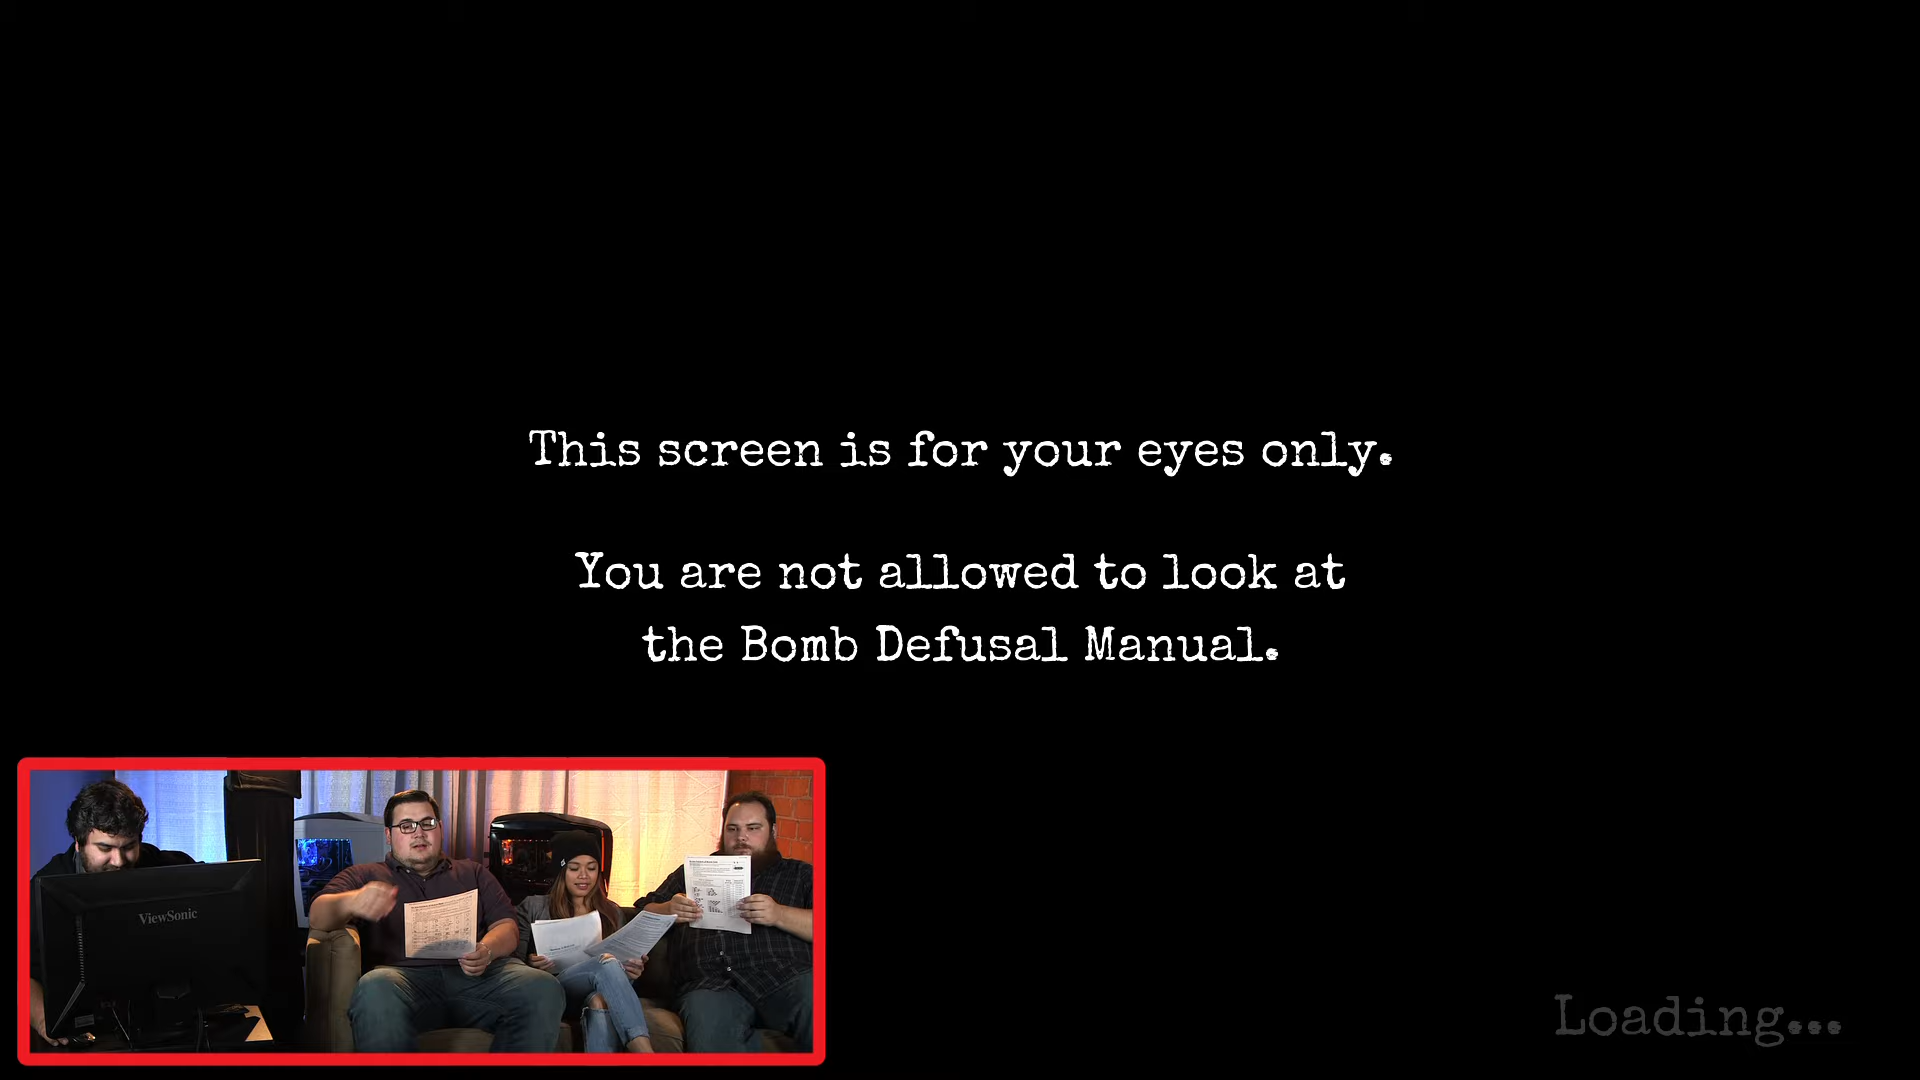 This screen is for your eyes only.
You are not allowed to look at
the Bomb Defusal Manual.
ViewSonic
Loading...